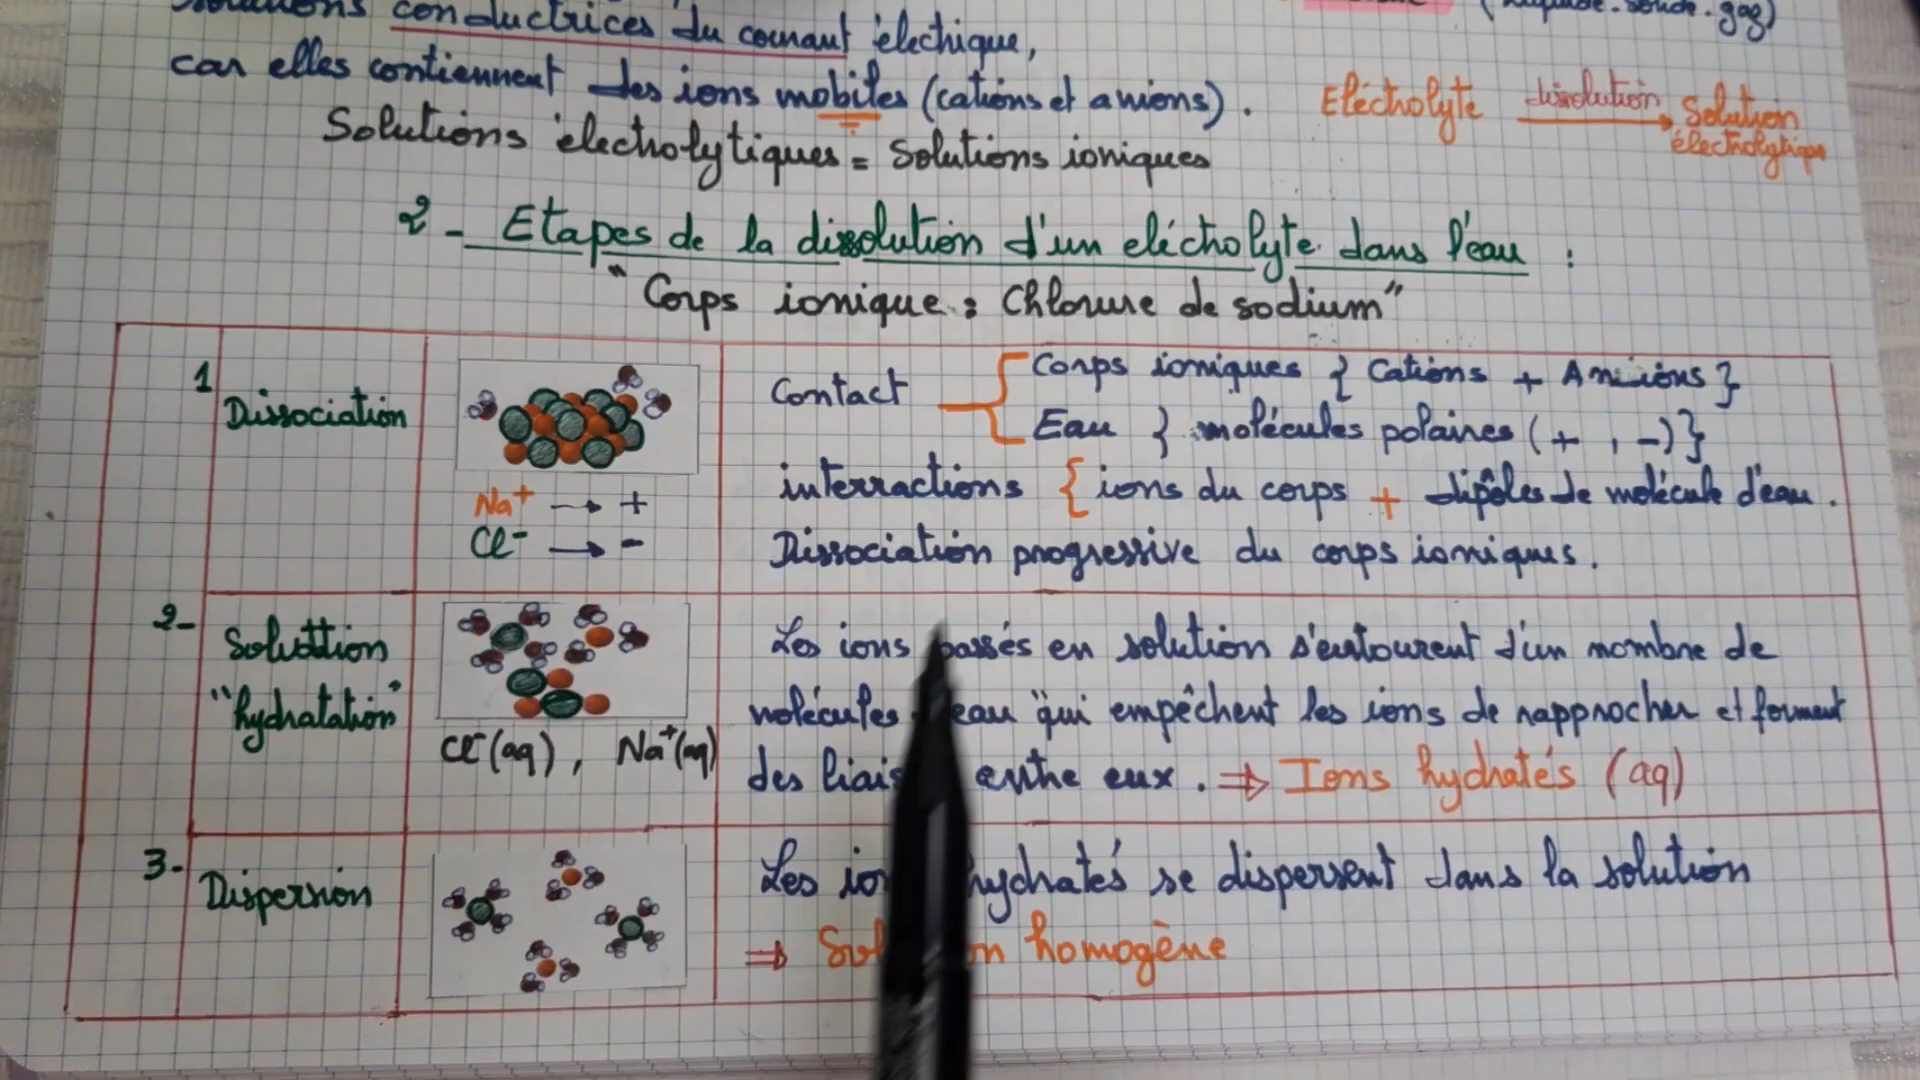 conductrices du courant électrique,
(Liquide. solide. gaz)
car elles contiennent des ions mobiles (cations et anions).
Electrolyte dissolution Solution
électrolytique
Solutions électrolytiques = Solutions ioniques
2- Etapes de la dissolution d'un eléctrolyte dans l'eau :
"Corps ionique : Chlorure de sodium"
1
Dissociation
Na+ → +
Cl- → -
Contact
Corps ioniques { Cations + Anions }
Eau } molécules polaires (+ , -)}
interractions { ions du corps + dipôles de molécule d'eau.
Dissociation progressive du corps ioniques.
2-
"hydratation"
Cl-(aq), Na+(aq)
Les ions passés en solution s'entourent d'un nombre de
molécules eau "qui empêchent les ions de rapprocher et forment
des entre eux. ⇒ Ions hydratés (aq)
3-
Dispersion
Les hydratés se dispersent dans la solution
⇒ homogène